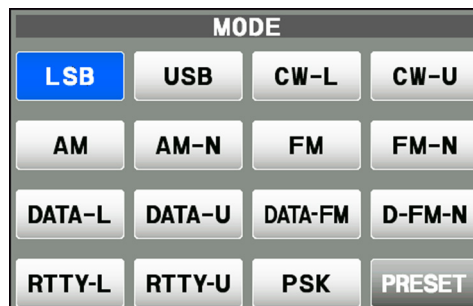 MODE
LSB USB CW-L CW-U
AM AM-N FM FM-N
DATA-L DATA-U DATA-FM D-FM-N
RTTY-L RTTY-U PSK PRESET